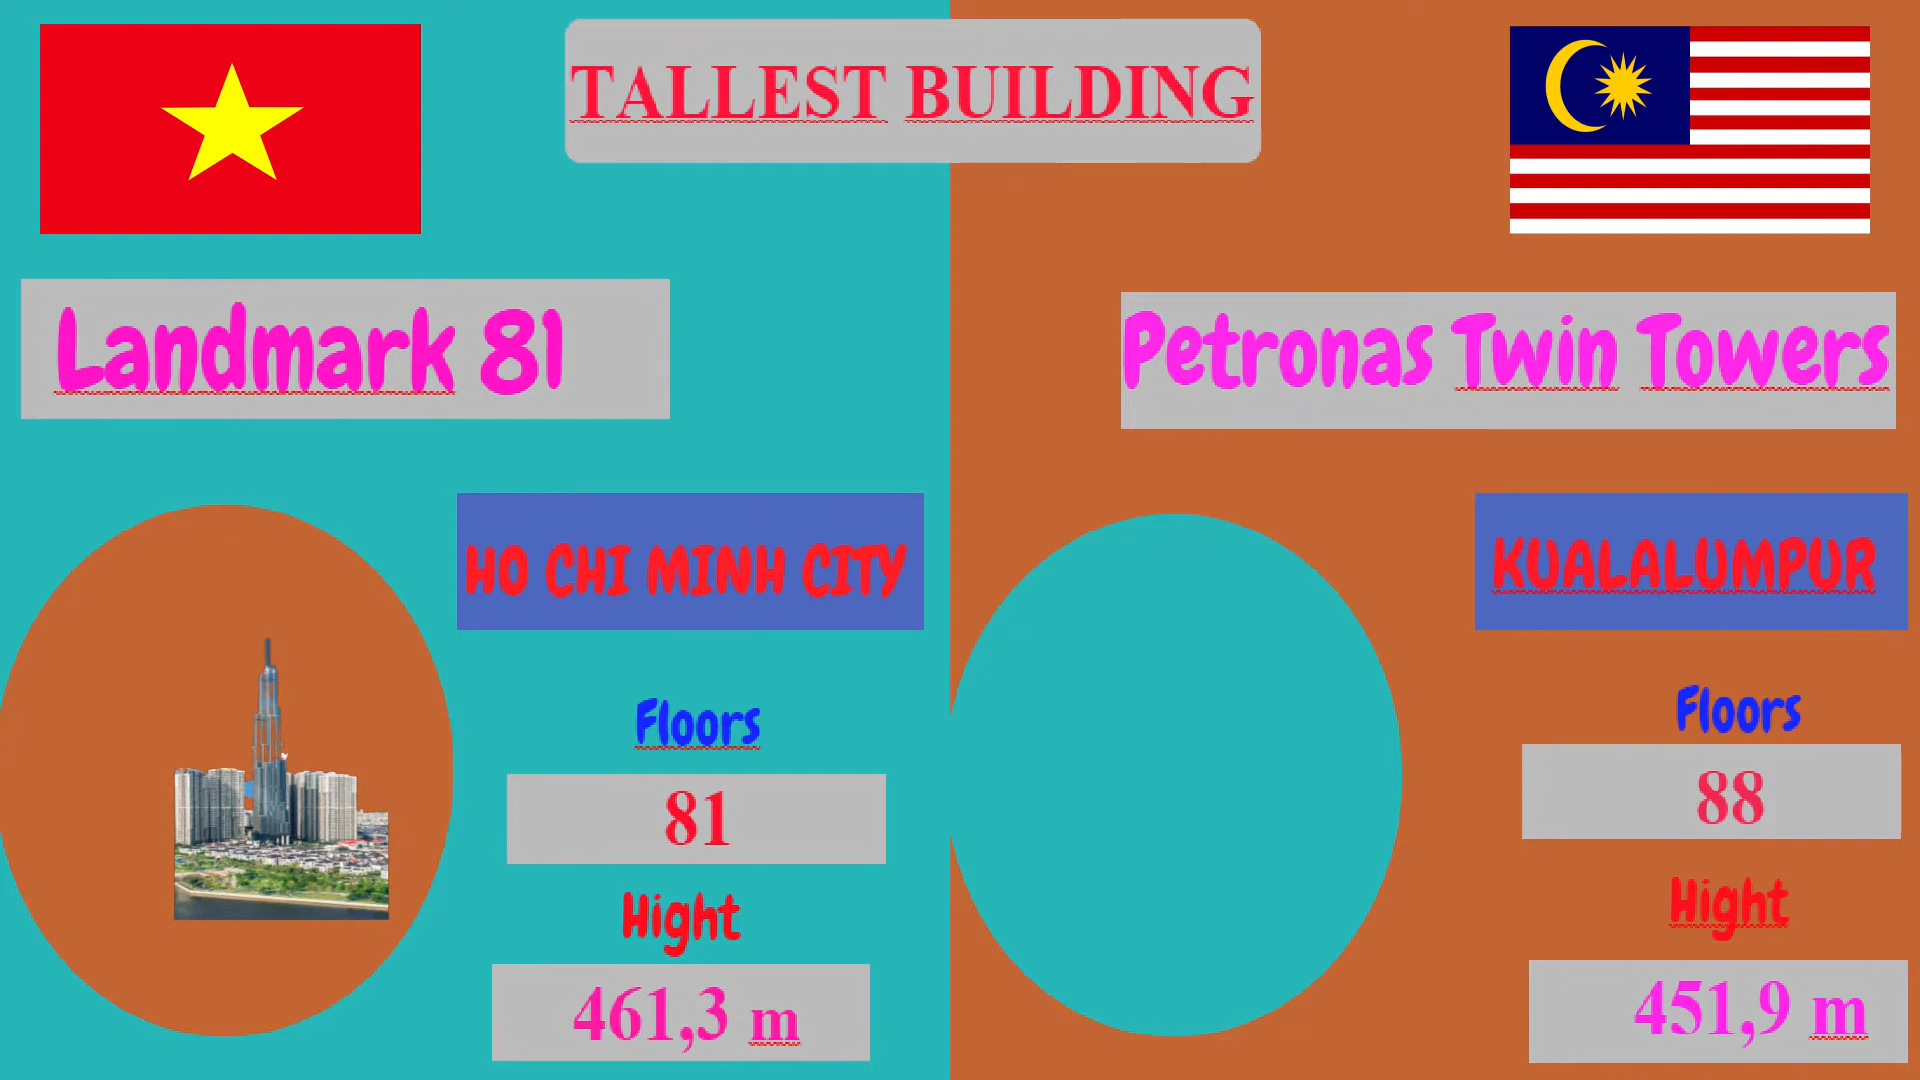 TALLEST BUILDING
Landmark 81
Petronas Twin Towers
HO CHI MINH CITY
KUALALUMPUR
Floors
81
Floors
88
Hight
461,3 m
Hight
451,9 m